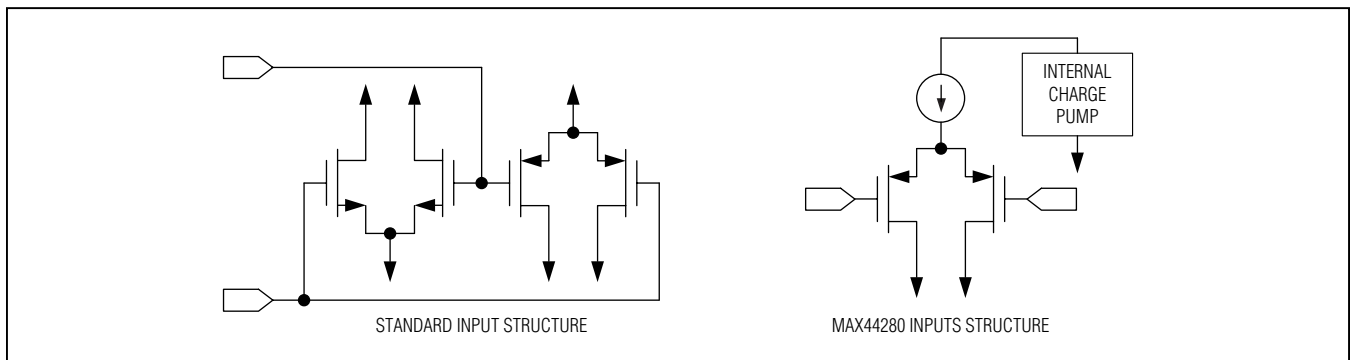 INTERNAL
CHARGE
PUMP
STANDARD INPUT STRUCTURE
MAX44280 INPUTS STRUCTURE